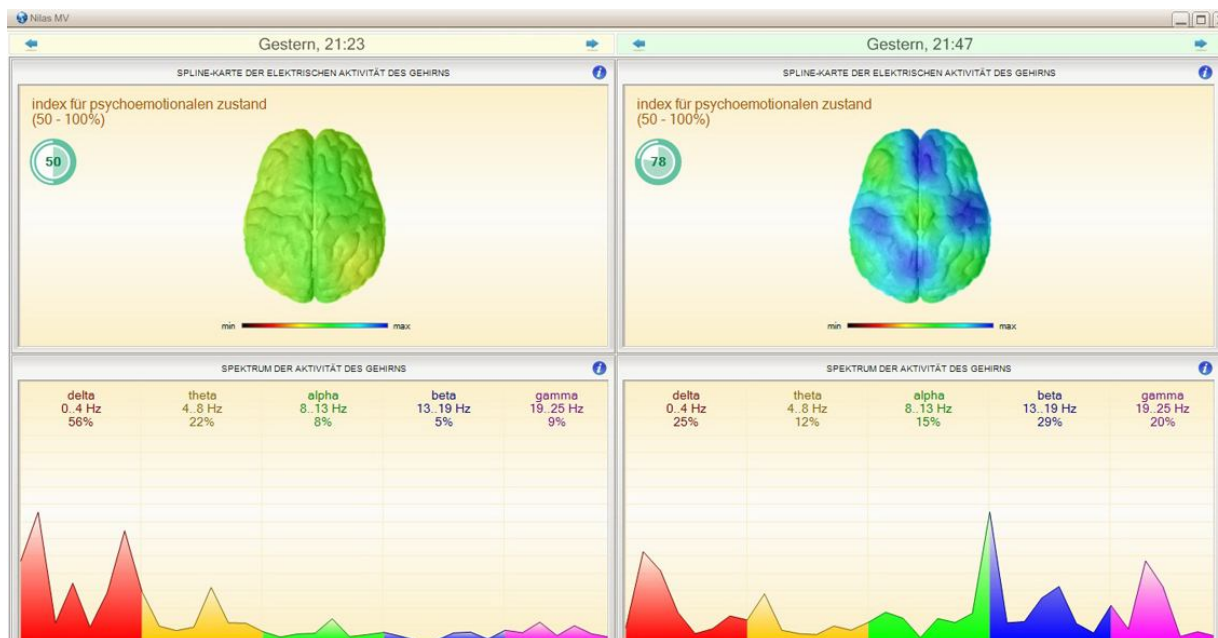 Nilas MV
Gestern, 21:23
SPLINE-KARTE DER ELEKTRISCHEN AKTIVITÄT DES GEHIRNS
index für psychoemotionalen zustand
(50 - 100%)
50
min max
SPEKTRUM DER AKTIVITÄT DES GEHIRNS
delta theta alpha beta gamma
0..4 Hz 4..8 Hz 8..13 Hz 13..19 Hz 19..25 Hz
56% 22% 8% 5% 9%
Gestern, 21:47
SPLINE-KARTE DER ELEKTRISCHEN AKTIVITÄT DES GEHIRNS
index für psychoemotionalen zustand
(50 - 100%)
78
min max
SPEKTRUM DER AKTIVITÄT DES GEHIRNS
delta theta alpha beta gamma
0..4 Hz 4..8 Hz 8..13 Hz 13..19 Hz 19..25 Hz
25% 12% 15% 29% 20%